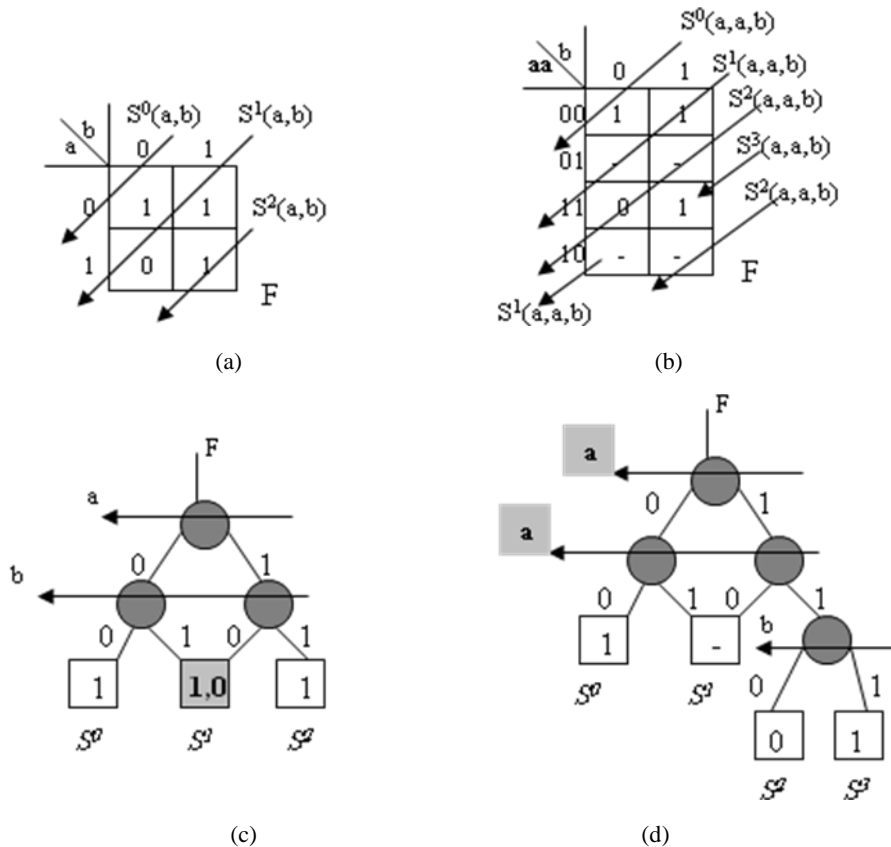 S⁰(a,b) S¹(a,b)
b
a 0 1
S²(a,b)
0 1 1
1 0 1
F
(a)
S⁰(a,a,b)
b
aa 0 1
S¹(a,a,b)
S²(a,a,b)
00 1 1
S³(a,a,b)
01 - -
S²(a,a,b)
11 0 1
10 - -
F
S¹(a,a,b)
(b)
F
a
0 1
b
0 1 0 1
1 1,0 1
S⁰ S¹ S²
(c)
F
a
0 1
a
0 1 0 1
b
1 -
S⁰ S¹
0 1
0 1
S² S³
(d)